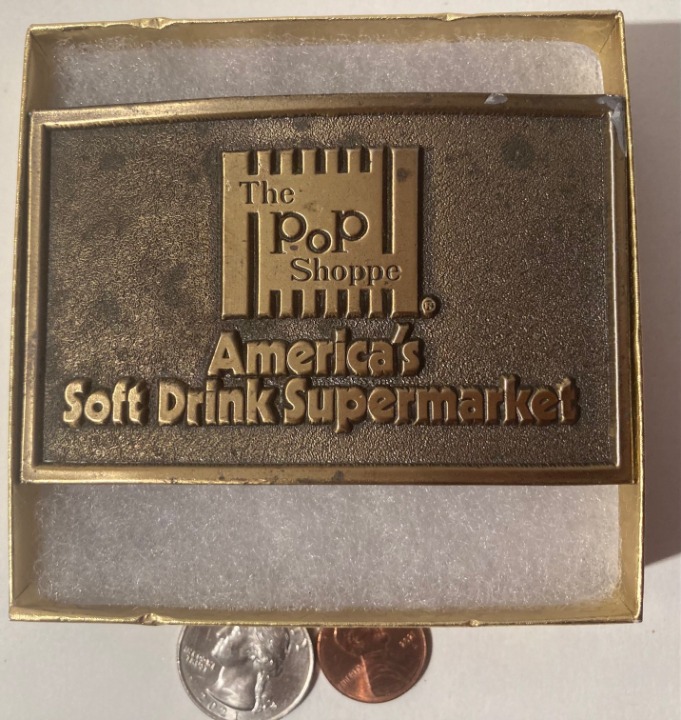 The
PoP
Shoppe
®
America's
Soft Drink Supermarket